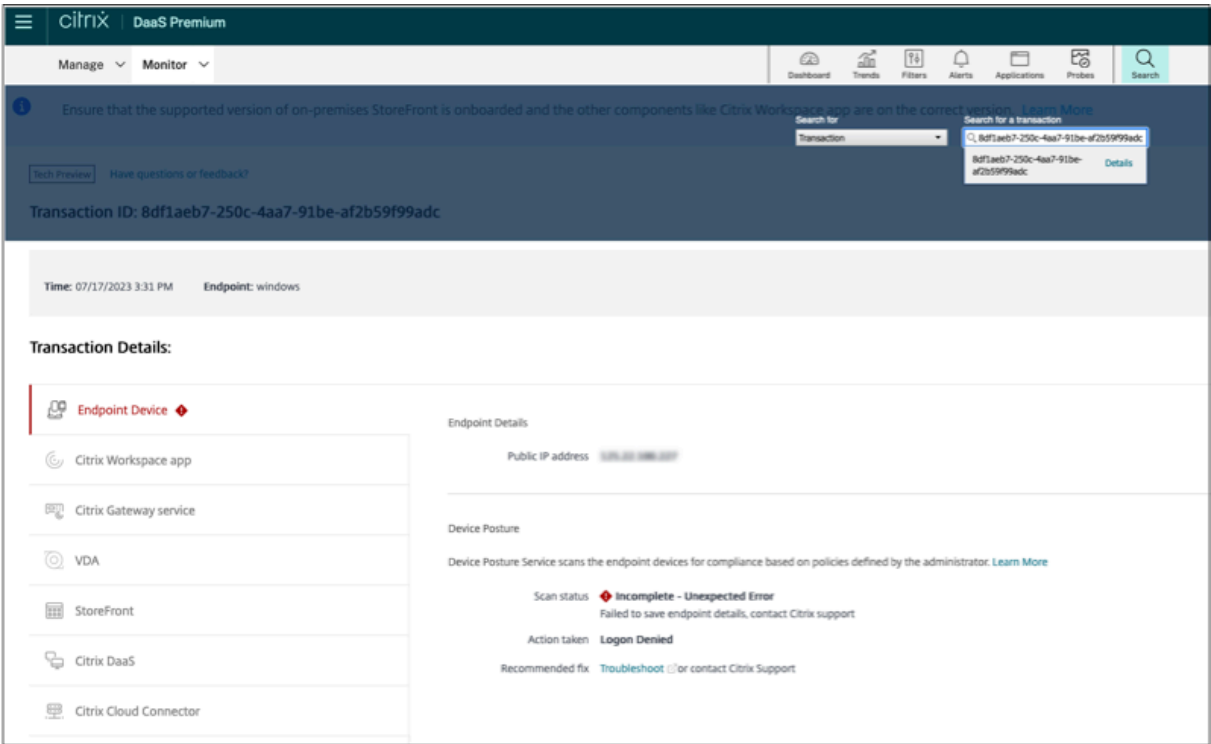 citrix | DaaS Premium
Manage Monitor
Dashboard Trends Filters Alerts Applications Probes Search
Ensure that the supported version of on-premises StoreFront is onboarded and the other components like Citrix Workspace app are on the correct version. Learn More
Search for Search for a transaction
Transaction 8df1aeb7-250c-4aa7-91be-af2b59f99adc
8df1aeb7-250c-4aa7-91be- Details
af2b59f99adc
Tech Preview Have questions or feedback?
Transaction ID: 8df1aeb7-250c-4aa7-91be-af2b59f99adc
Time: 07/17/2023 3:31 PM Endpoint: windows
Transaction Details:
Endpoint Device
Citrix Workspace app
Citrix Gateway service
VDA
StoreFront
Citrix DaaS
Citrix Cloud Connector
Endpoint Details
Public IP address
Device Posture
Device Posture Service scans the endpoint devices for compliance based on policies defined by the administrator. Learn More
Scan status Incomplete - Unexpected Error
Failed to save endpoint details, contact Citrix support
Action taken Logon Denied
Recommended fix Troubleshoot or contact Citrix Support